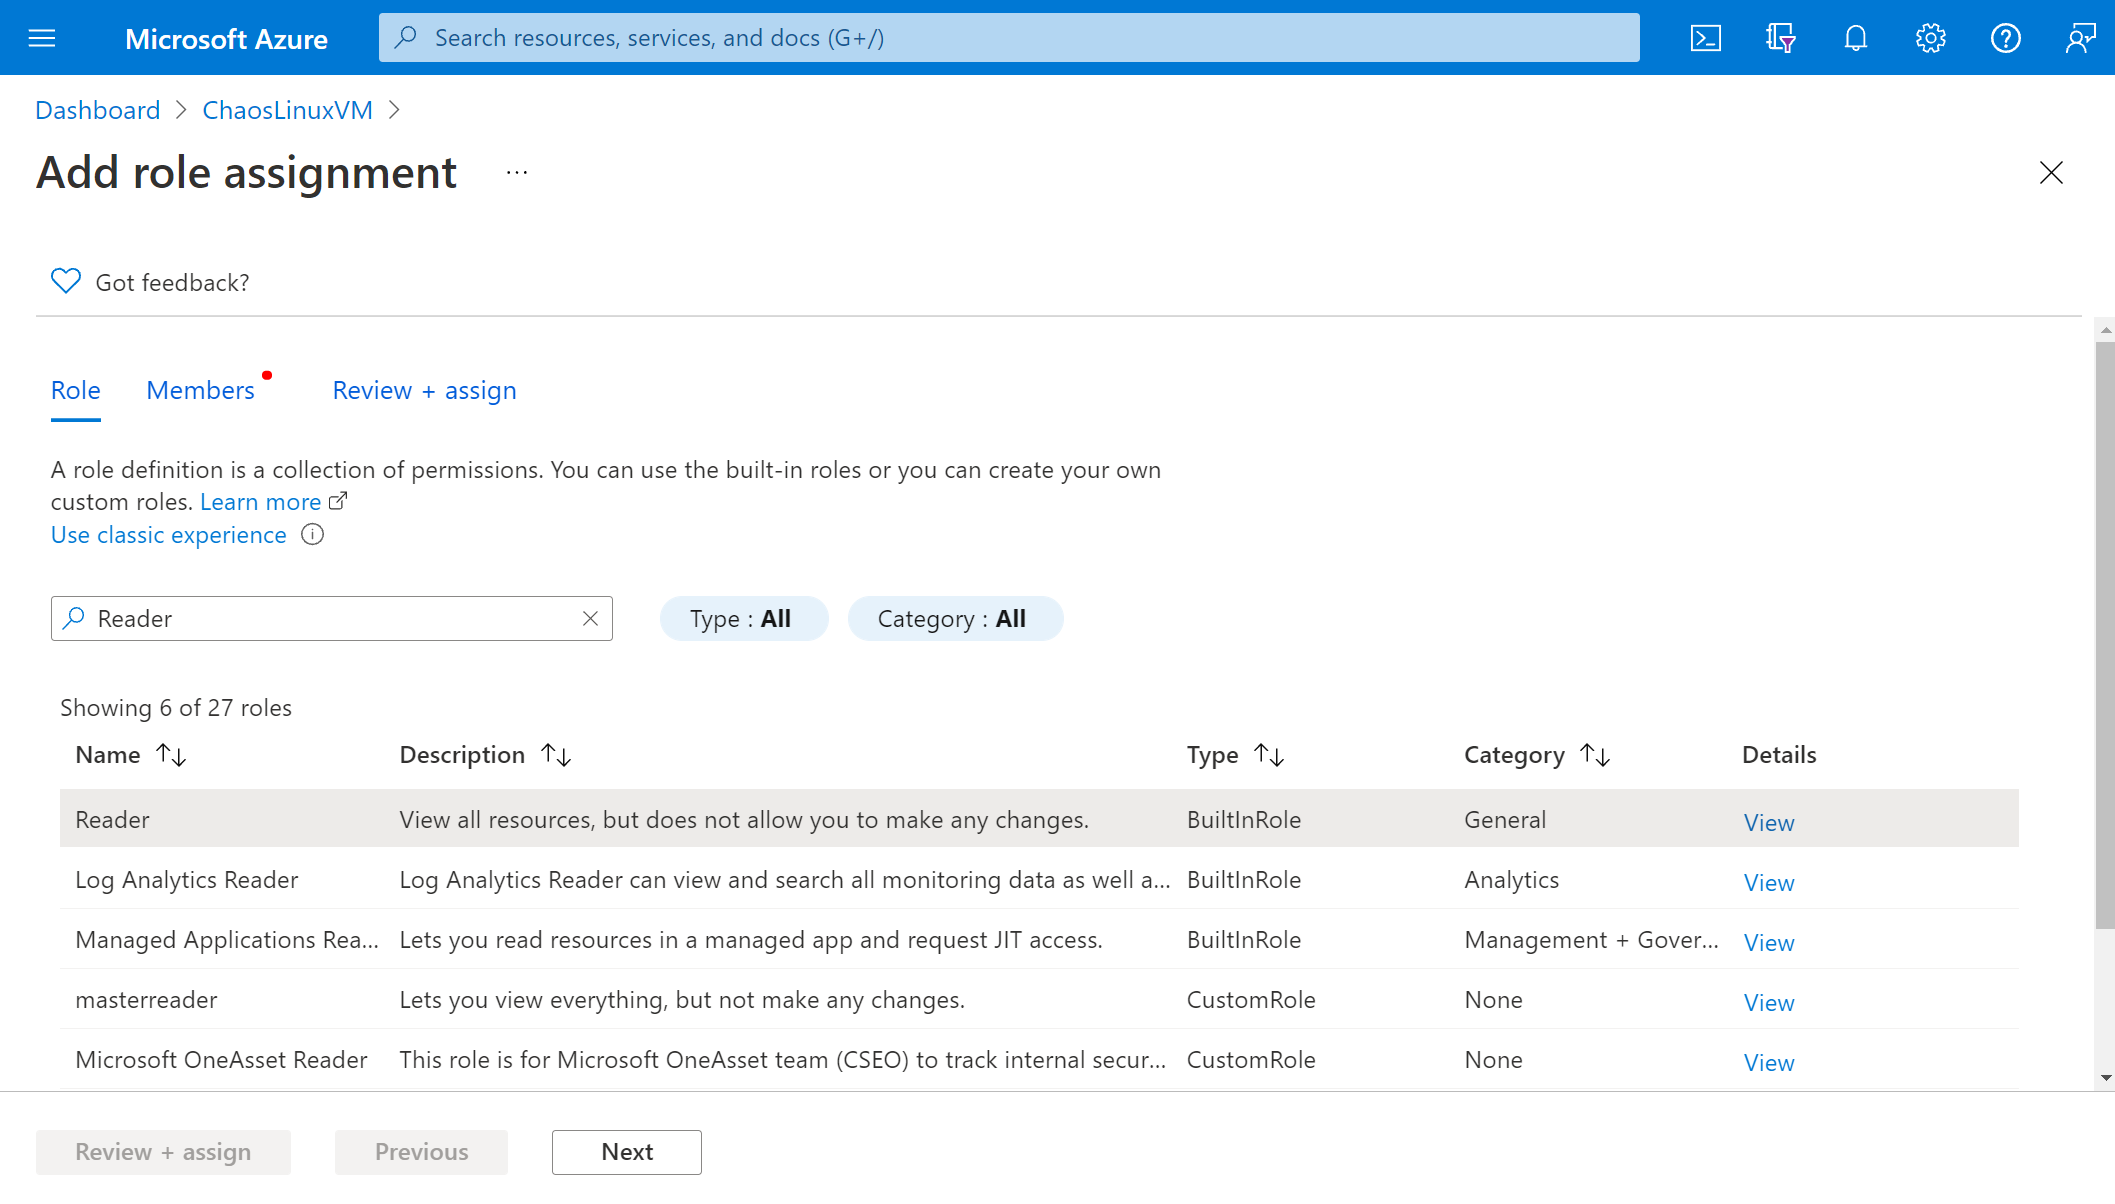 Microsoft Azure
Search resources, services, and docs (G+/)
Dashboard > ChaosLinuxVM >
Add role assignment ...
Got feedback?
Role Members Review + assign
A role definition is a collection of permissions. You can use the built-in roles or you can create your own
custom roles. Learn more
Use classic experience
Reader Type : All Category : All
Showing 6 of 27 roles
Name Description Type Category Details
Reader View all resources, but does not allow you to make any changes. BuiltInRole General View
Log Analytics Reader Log Analytics Reader can view and search all monitoring data as well a... BuiltInRole Analytics View
Managed Applications Rea... Lets you read resources in a managed app and request JIT access. BuiltInRole Management + Gover... View
masterreader Lets you view everything, but not make any changes. CustomRole None View
Microsoft OneAsset Reader This role is for Microsoft OneAsset team (CSEO) to track internal secur... CustomRole None View
Review + assign Previous Next